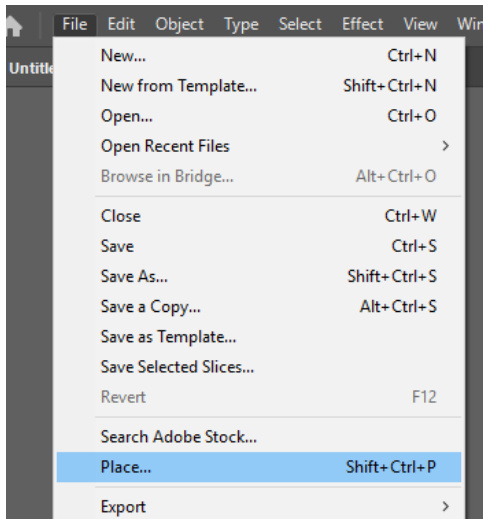 File Edit Object Type Select Effect View Win
Untitle
New... Ctrl+N
New from Template... Shift+Ctrl+N
Open... Ctrl+O
Open Recent Files >
Browse in Bridge... Alt+Ctrl+O
Close Ctrl+W
Save Ctrl+S
Save As... Shift+Ctrl+S
Save a Copy... Alt+Ctrl+S
Save as Template...
Save Selected Slices...
Revert F12
Search Adobe Stock...
Place... Shift+Ctrl+P
Export >